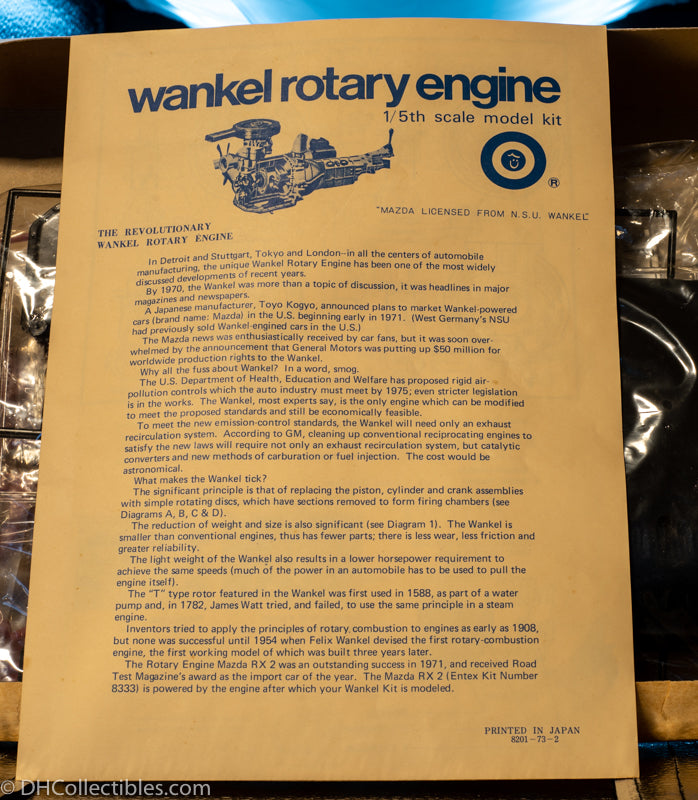 wankel rotary engine
1/5th scale model kit
®
"MAZDA LICENSED FROM N.S.U. WANKEL"
THE REVOLUTIONARY
WANKEL ROTARY ENGINE
In Detroit and Stuttgart, Tokyo and London—in all the centers of automobile
manufacturing, the unique Wankel Rotary Engine has been one of the most widely
discussed developments of recent years.
By 1970, the Wankel was more than a topic of discussion, it was headlines in major
magazines and newspapers.
A Japanese manufacturer, Toyo Kogyo, announced plans to market Wankel-powered
cars (brand name: Mazda) in the U.S. beginning early in 1971. (West Germany's NSU
had previously sold Wankel-engined cars in the U.S.)
The Mazda news was enthusiastically received by car fans, but it was soon over-
whelmed by the announcement that General Motors was putting up $50 million for
worldwide production rights to the Wankel.
Why all the fuss about Wankel? In a word, smog.
The U.S. Department of Health, Education and Welfare has proposed rigid air-
pollution controls which the auto industry must meet by 1975; even stricter legislation
is in the works. The Wankel, most experts say, is the only engine which can be modified
to meet the proposed standards and still be economically feasible.
To meet the new emission-control standards, the Wankel will need only an exhaust
recirculation system. According to GM, cleaning up conventional reciprocating engines to
satisfy the new laws will require not only an exhaust recirculation system, but catalytic
converters and new methods of carburation or fuel injection. The cost would be
astronomical.
What makes the Wankel tick?
The significant principle is that of replacing the piston, cylinder and crank assemblies
with simple rotating discs, which have sections removed to form firing chambers (see
Diagrams A, B, C & D).
The reduction of weight and size is also significant (see Diagram 1). The Wankel is
smaller than conventional engines, thus has fewer parts; there is less wear, less friction and
greater reliability.
The light weight of the Wankel also results in a lower horsepower requirement to
achieve the same speeds (much of the power in an automobile has to be used to pull the
engine itself).
The "T" type rotor featured in the Wankel was first used in 1588, as part of a water
pump and, in 1782, James Watt tried, and failed, to use the same principle in a steam
engine.
Inventors tried to apply the principles of rotary combustion to engines as early as 1908,
but none was successful until 1954 when Felix Wankel devised the first rotary-combustion
engine, the first working model of which was built three years later.
The Rotary Engine Mazda RX 2 was an outstanding success in 1971, and received Road
Test Magazine's award as the import car of the year. The Mazda RX 2 (Entex Kit Number
8333) is powered by the engine after which your Wankel Kit is modeled.
PRINTED IN JAPAN
8201-73-2
© DHCollectibles.com